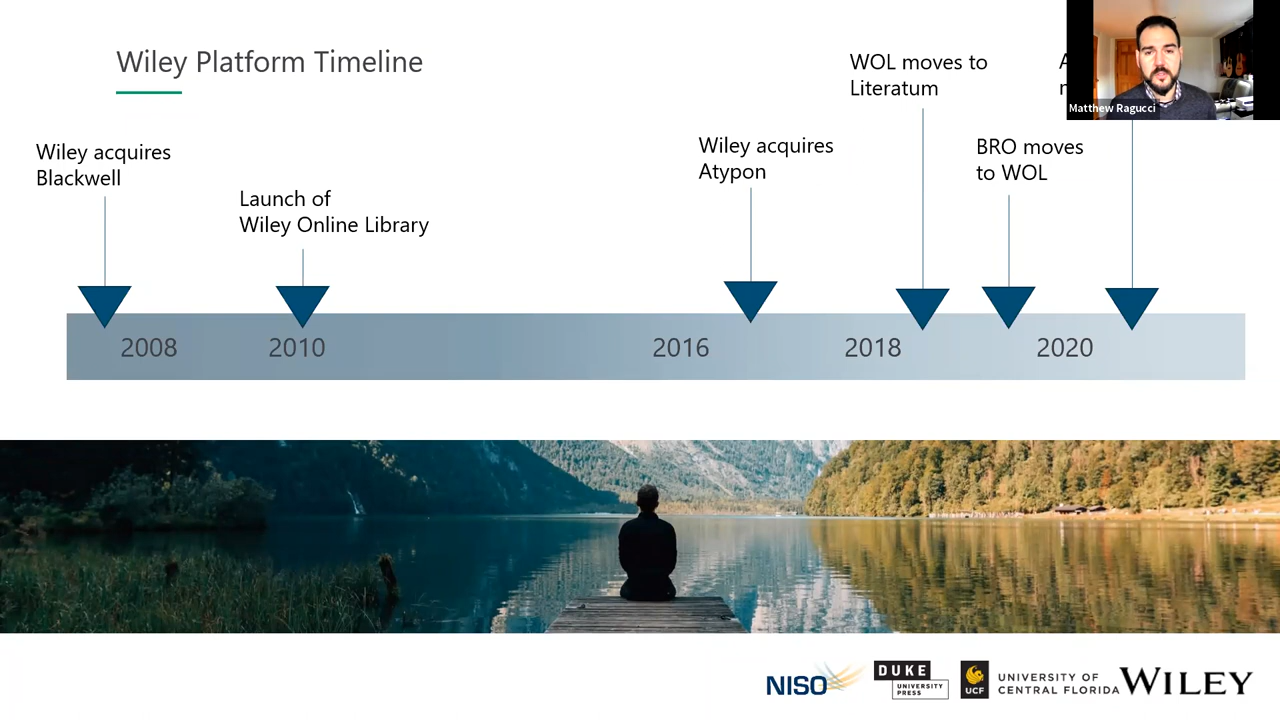 Wiley Platform Timeline
WOL moves to
Literatum
Matthew Ragucci
Wiley acquires
Blackwell
Launch of
Wiley Online Library
Wiley acquires
Atypon
BRO moves
to WOL
2008
2010
2016
2018
2020
NISO
DUKE
UNIVERSITY
PRESS
UCF
UNIVERSITY OF
CENTRAL FLORIDA
WILEY